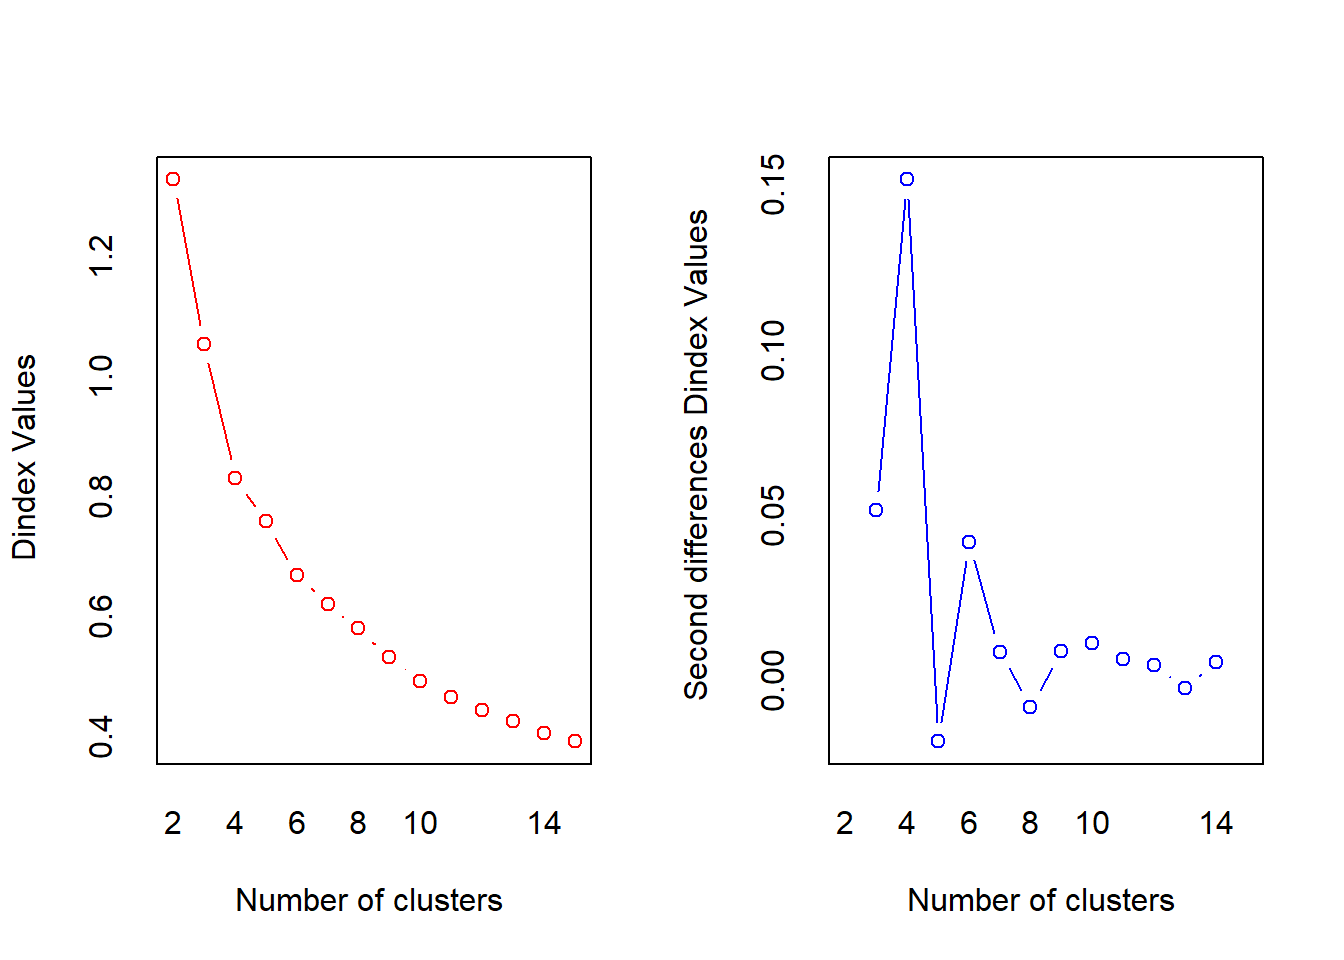 Dindex Values
1.2
1.0
0.8
0.6
0.4
2 4 6 8 10 14
Number of clusters
Second differences Dindex Values
0.15
0.10
0.05
0.00
2 4 6 8 10 14
Number of clusters